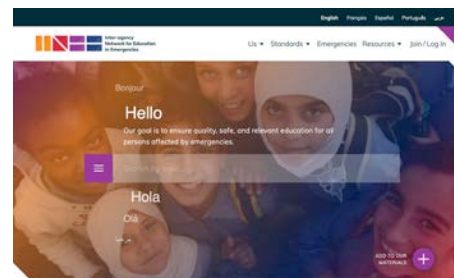 English Français Español Português عربي
INEE
Inter-agency
Network for Education
in Emergencies
Us Standards Emergencies Resources Join/Log In
Bonjour
Hello
Our goal is to ensure quality, safe, and relevant education for all
persons affected by emergencies.
Hola
Olá
مرحبا
ADD TO OUR
MATERIALS